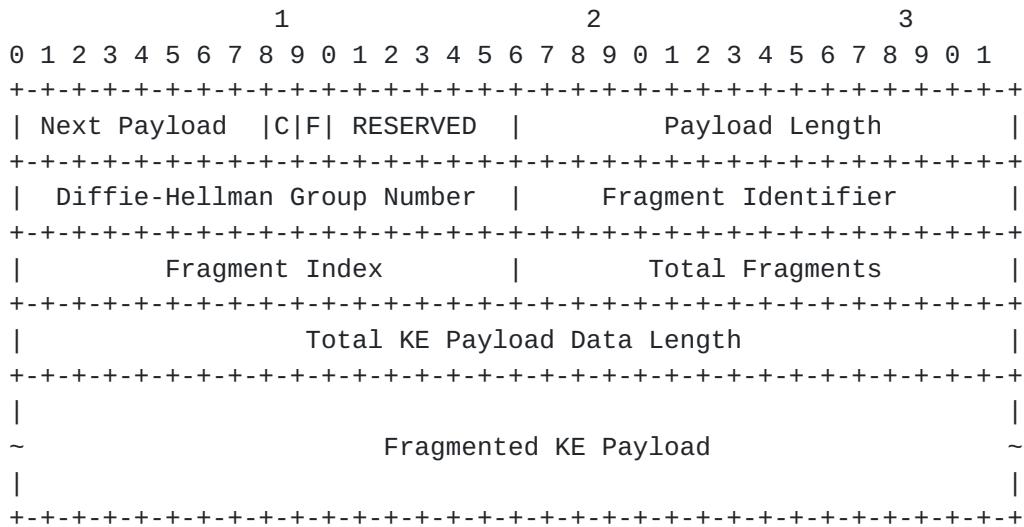 1                   2                   3
0 1 2 3 4 5 6 7 8 9 0 1 2 3 4 5 6 7 8 9 0 1 2 3 4 5 6 7 8 9 0 1
+-+-+-+-+-+-+-+-+-+-+-+-+-+-+-+-+-+-+-+-+-+-+-+-+-+-+-+-+-+-+-+-+
| Next Payload  |C|F| RESERVED  |         Payload Length        |
+-+-+-+-+-+-+-+-+-+-+-+-+-+-+-+-+-+-+-+-+-+-+-+-+-+-+-+-+-+-+-+-+
|  Diffie-Hellman Group Number  |     Fragment Identifier       |
+-+-+-+-+-+-+-+-+-+-+-+-+-+-+-+-+-+-+-+-+-+-+-+-+-+-+-+-+-+-+-+-+
|         Fragment Index        |        Total Fragments        |
+-+-+-+-+-+-+-+-+-+-+-+-+-+-+-+-+-+-+-+-+-+-+-+-+-+-+-+-+-+-+-+-+
|                  Total KE Payload Data Length                 |
+-+-+-+-+-+-+-+-+-+-+-+-+-+-+-+-+-+-+-+-+-+-+-+-+-+-+-+-+-+-+-+-+
|                                                               |
~                       Fragmented KE Payload                   ~
|                                                               |
+-+-+-+-+-+-+-+-+-+-+-+-+-+-+-+-+-+-+-+-+-+-+-+-+-+-+-+-+-+-+-+-+